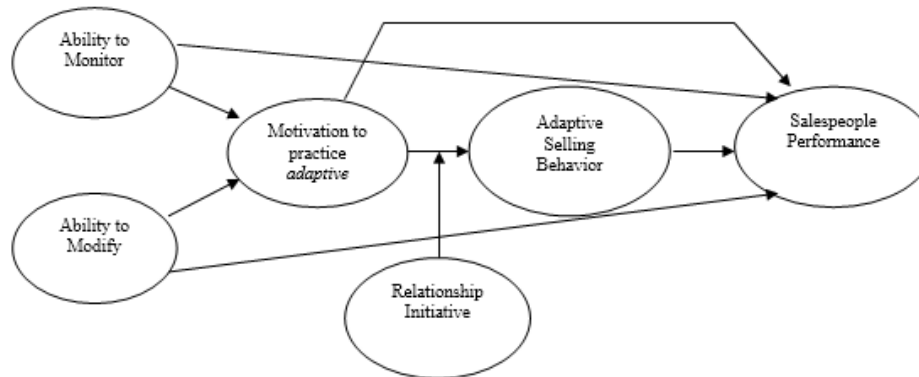 Ability to
Monitor
Motivation to
practice
adaptive
Adaptive
Selling
Behavior
Salespeople
Performance
Ability to
Modify
Relationship
Initiative